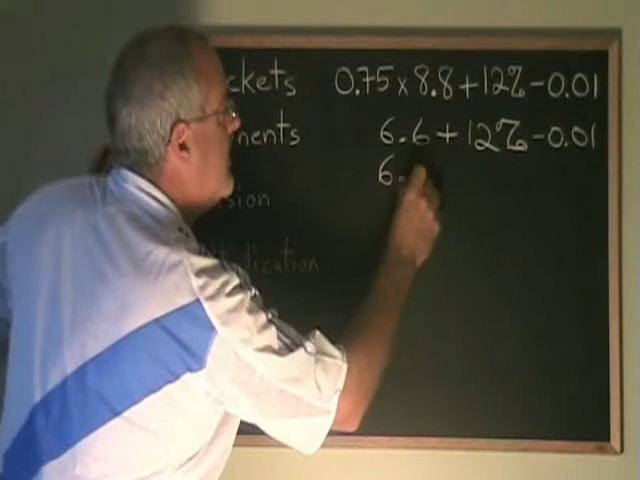 ckets 0.75 x 8.8 + 12% - 0.01
nents 6.6 + 12% - 0.01
6.
sion
lication